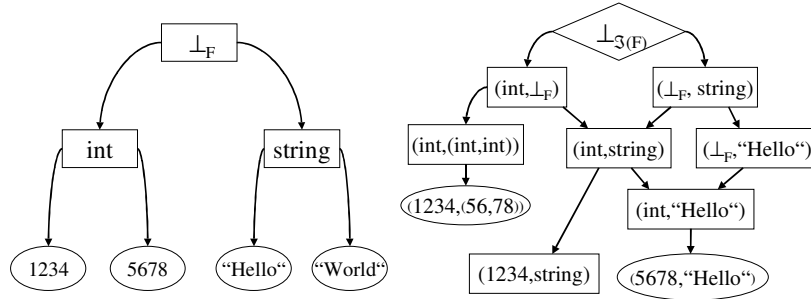 ⊥F
int
string
1234
5678
“Hello“
“World“
⊥ℑ(F)
(int,⊥F)
(⊥F, string)
(int,(int,int))
(int,string)
(⊥F,“Hello“)
(1234,(56,78))
(int,“Hello“)
(1234,string)
(5678,“Hello“)